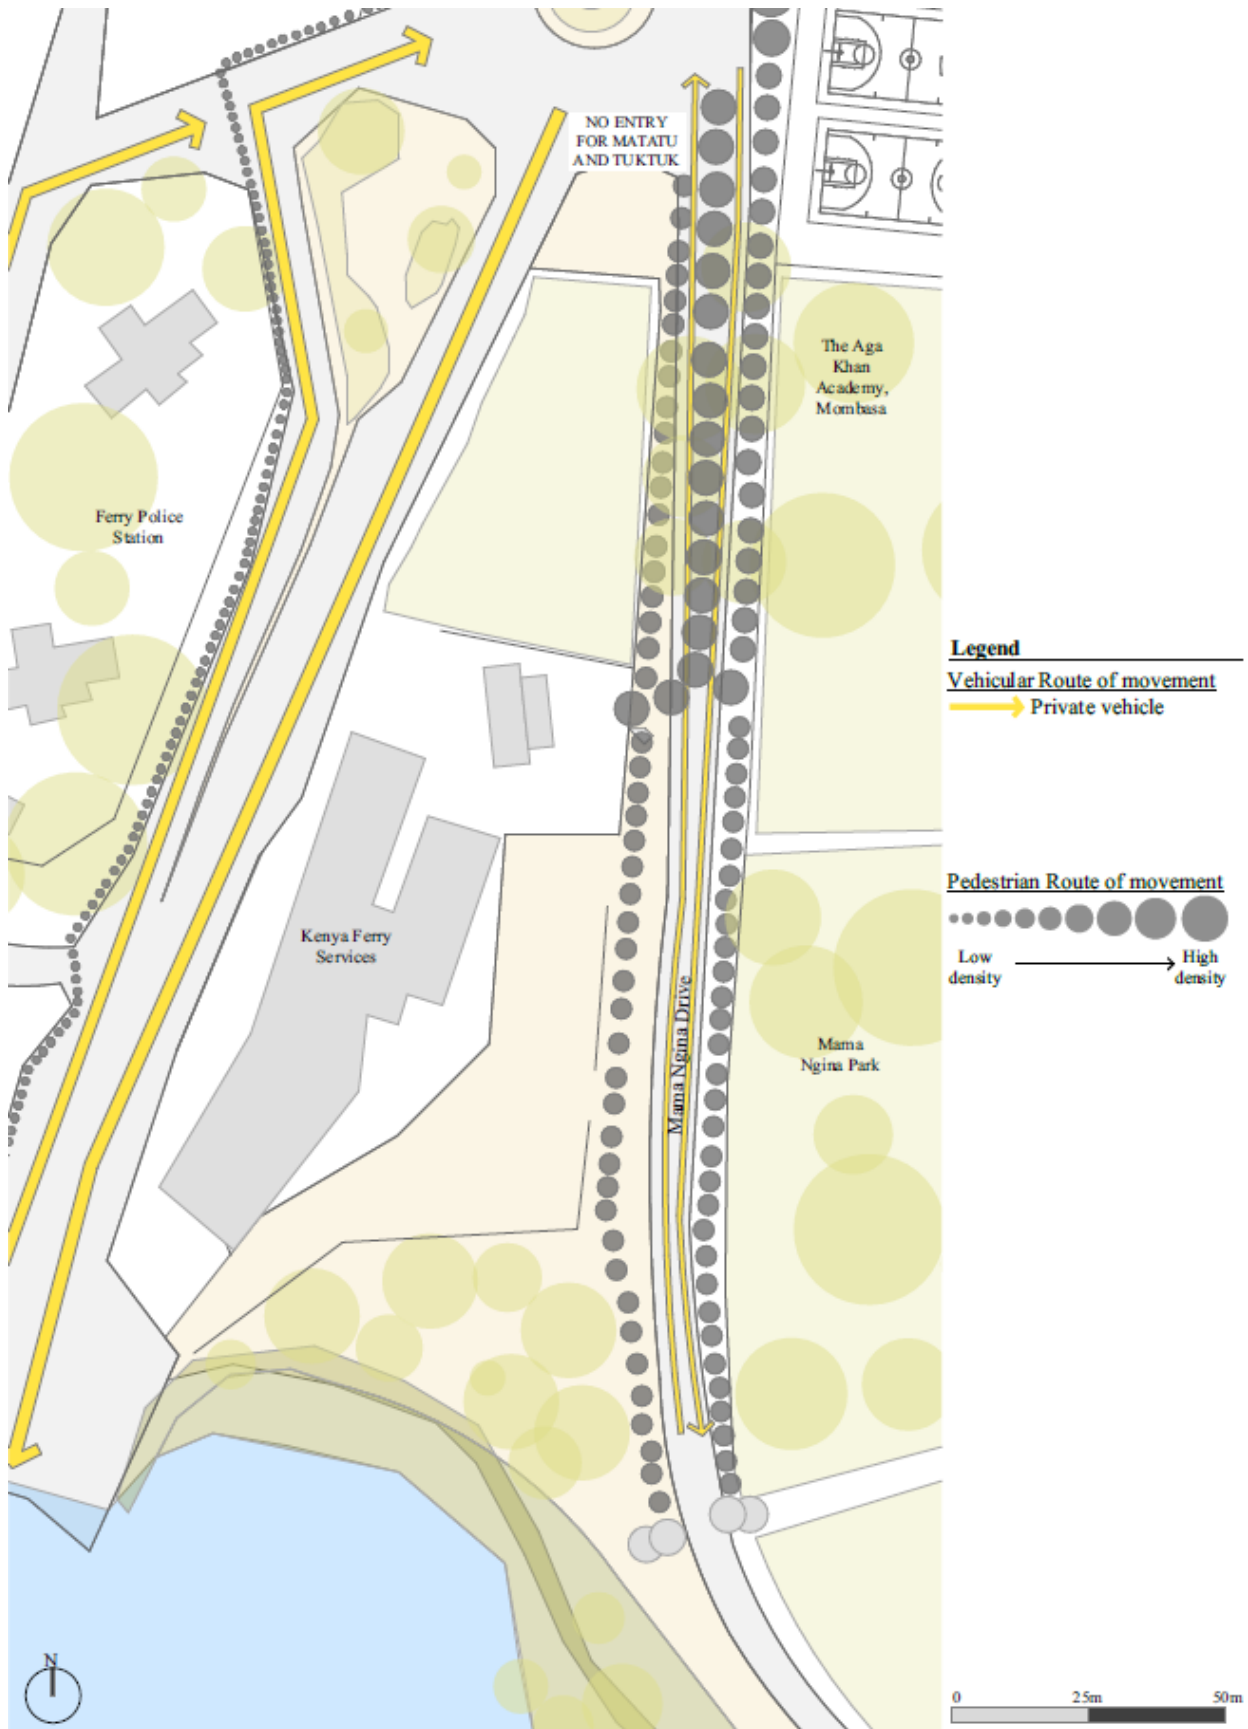 NO ENTRY
FOR MATATU
AND TUKTUK
The Aga
Khan
Academy,
Mombasa
Ferry Police
Station
Kenya Ferry
Services
Mama Ngina Drive
Mama
Ngina Park
N
Legend
Vehicular Route of movement
Private vehicle
Pedestrian Route of movement
Low
density
High
density
0 25m 50m